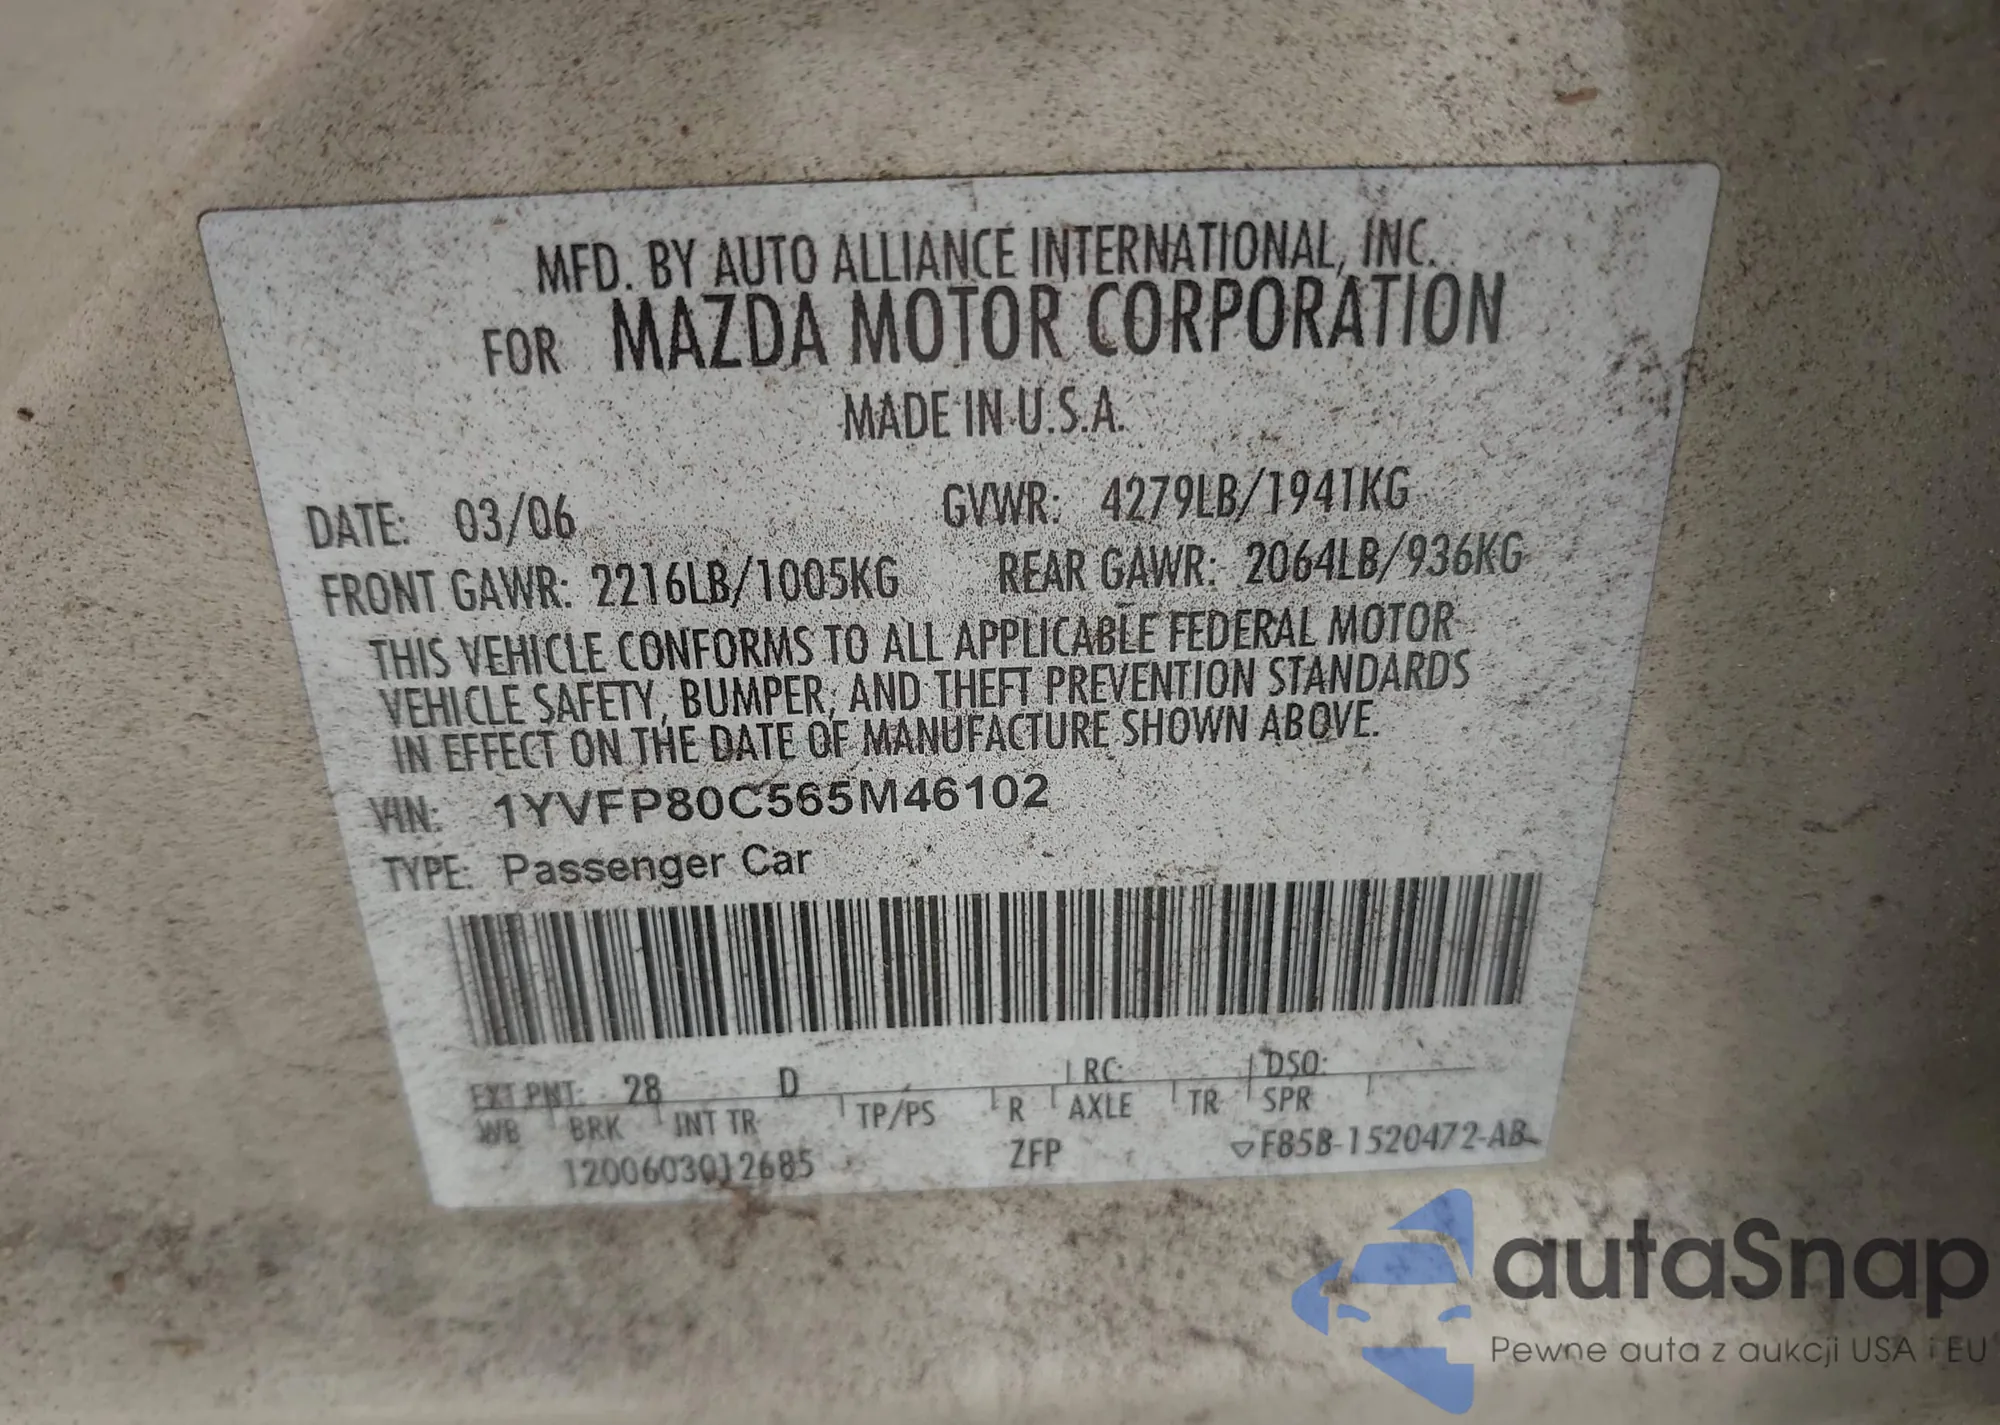 MFD. BY AUTO ALLIANCE INTERNATIONAL, INC.
FOR MAZDA MOTOR CORPORATION
MADE IN U.S.A.
DATE: 03/06 GVWR: 4279LB/1941KG
FRONT GAWR: 2216LB/1005KG REAR GAWR: 2064LB/936KG
THIS VEHICLE CONFORMS TO ALL APPLICABLE FEDERAL MOTOR
VEHICLE SAFETY, BUMPER, AND THEFT PREVENTION STANDARDS
IN EFFECT ON THE DATE OF MANUFACTURE SHOWN ABOVE.
VIN: 1YVFP80C565M46102
TYPE: Passenger Car
EXT PNT: 28 D RC: DSO:
WB BRK INT TR TP/PS R AXLE TR SPR
1200603012685 ZFP F85B-1520472-AB
autaSnap
Pewne auta z aukcji USA i EU